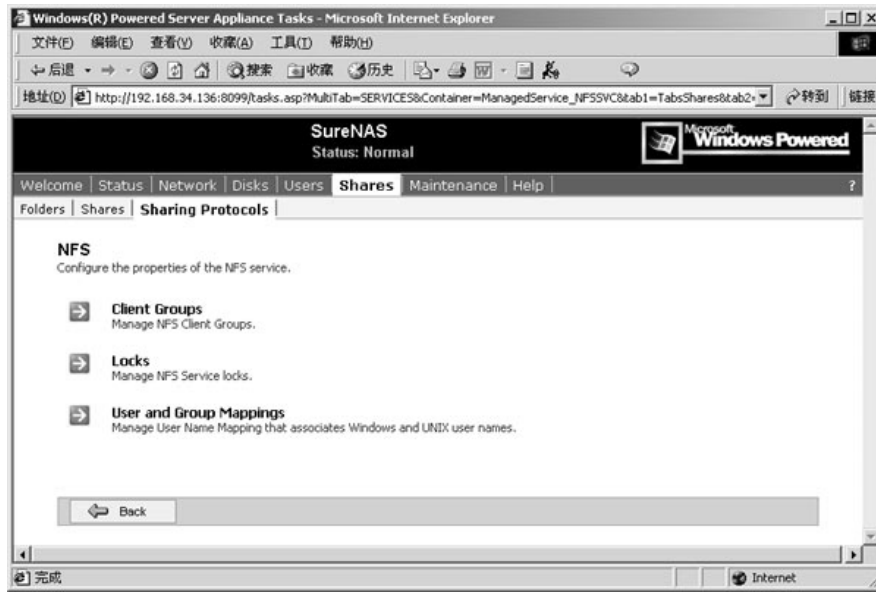 Windows(R) Powered Server Appliance Tasks - Microsoft Internet Explorer
文件(F) 编辑(E) 查看(V) 收藏(A) 工具(T) 帮助(H)
后退 搜索 收藏 历史
地址(D) http://192.168.34.136:8099/tasks.asp?MultiTab=SERVICES&Container=ManagedService_NFSSVC&tab1=TabsShares&tab2= 转到 链接
SureNAS
Status: Normal
Microsoft
Windows Powered
Welcome Status Network Disks Users Shares Maintenance Help ?
Folders Shares Sharing Protocols
NFS
Configure the properties of the NFS service.
Client Groups
Manage NFS Client Groups.
Locks
Manage NFS Service locks.
User and Group Mappings
Manage User Name Mapping that associates Windows and UNIX user names.
Back
完成 Internet